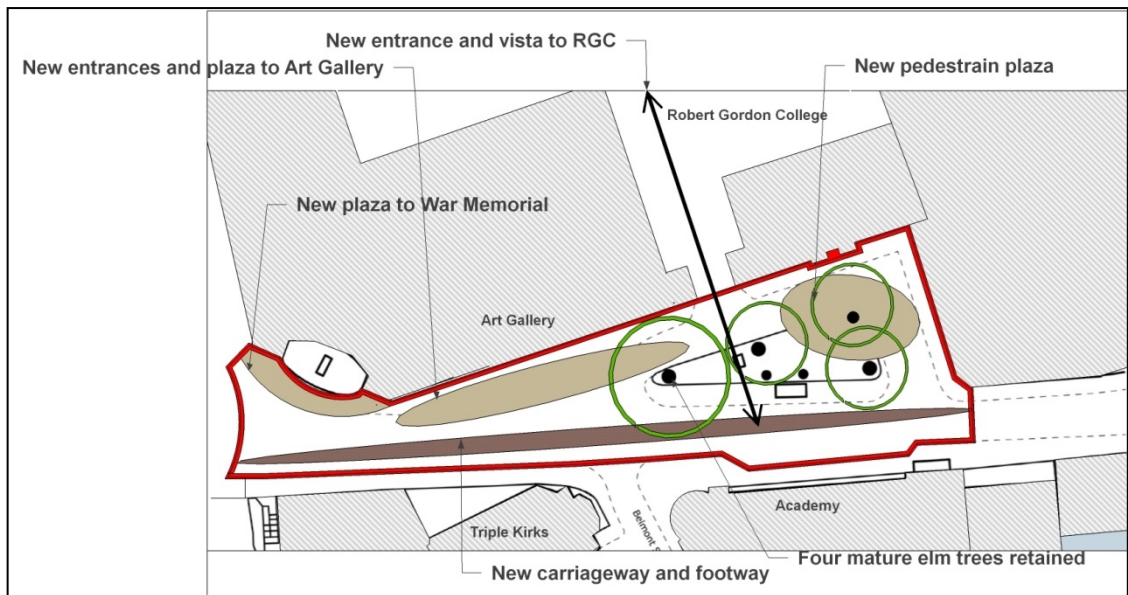 New entrance and vista to RGC
New entrances and plaza to Art Gallery
New pedestrain plaza
Robert Gordon College
New plaza to War Memorial
Art Gallery
Academy
Triple Kirks
Belmont S
Four mature elm trees retained
New carriageway and footway